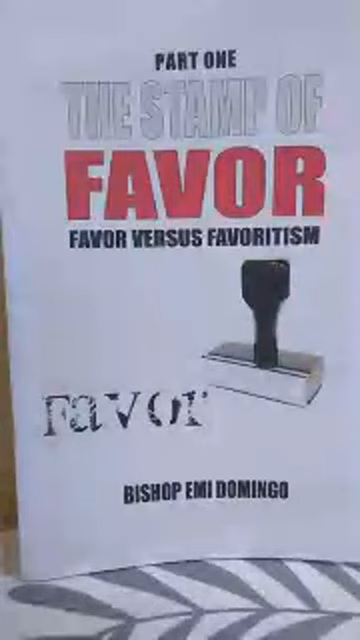 PART ONE
THE STAMP OF
FAVOR
FAVOR VERSUS FAVORITISM
Favor
BISHOP EMI DOMINGO